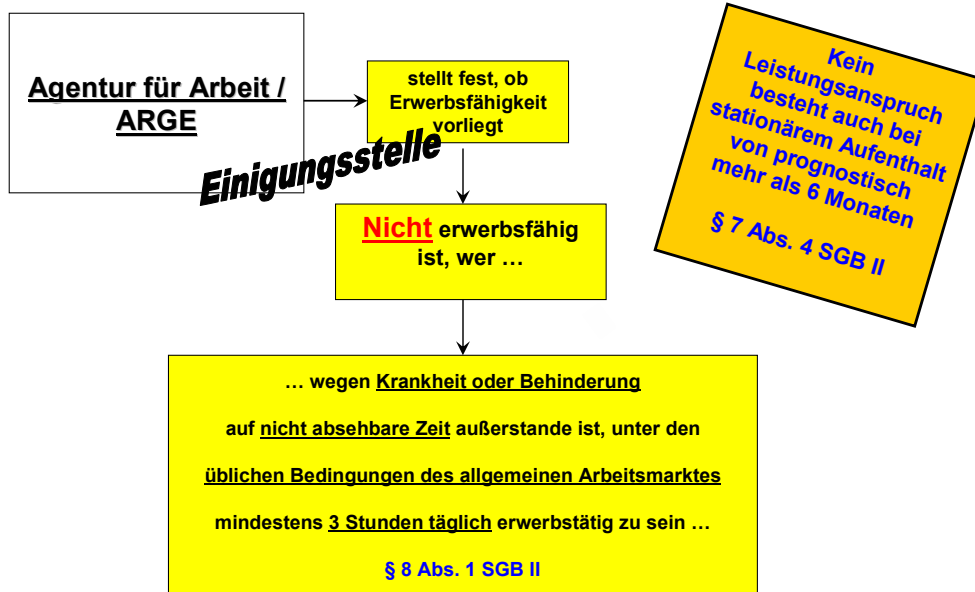 Agentur für Arbeit /
ARGE
stellt fest, ob
Erwerbsfähigkeit
vorliegt
Einigungsstelle
Nicht erwerbsfähig
ist, wer …
… wegen Krankheit oder Behinderung
auf nicht absehbare Zeit außerstande ist, unter den
üblichen Bedingungen des allgemeinen Arbeitsmarktes
mindestens 3 Stunden täglich erwerbstätig zu sein …
§ 8 Abs. 1 SGB II
Kein
Leistungsanspruch
besteht auch bei
stationärem Aufenthalt
von prognostisch
mehr als 6 Monaten
§ 7 Abs. 4 SGB II